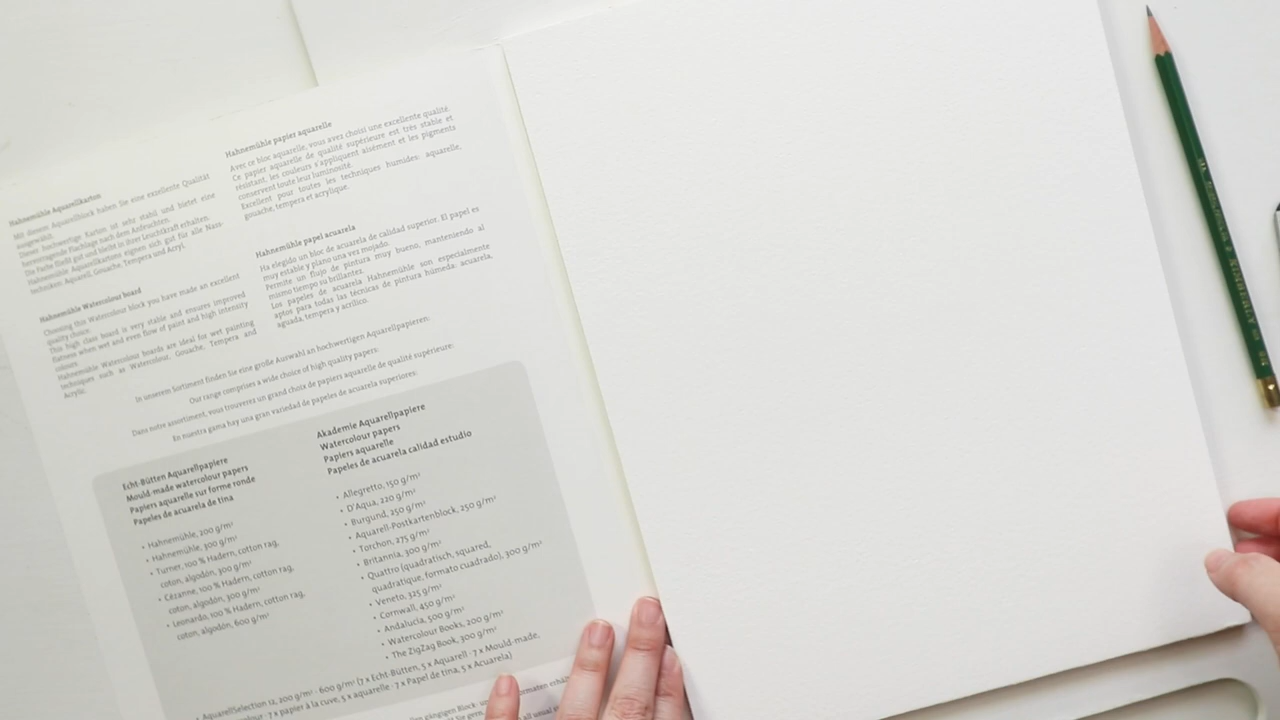 Hahnemühle Aquarellkarton
Mit diesem Aquarellblock haben Sie eine exzellente Qualität
ausgewählt.
Dieser hochwertige Karton ist sehr stabil und bietet eine
hervorragende Flachlage nach dem Anfeuchten.
Die Farbe fließt gut und bleibt in ihrer Leuchtkraft erhalten.
Hahnemühle Aquarellkartons eignen sich gut für alle Nass-
techniken: Aquarell, Gouache, Tempera und Acryl.
Hahnemühle Watercolour board
Choosing this Watercolour block you have made an excellent
quality choice.
This high class board is very stable and ensures improved
flatness when wet and even flow of paint and high intensity
colours
Hahnemühle Watercolour boards are ideal for wet painting
techniques such as Watercolour, Gouache, Tempera and
Acrylic.
Hahnemühle papier aquarelle
Avec ce bloc aquarelle, vous avez choisi une excellente qualité.
Ce papier aquarelle de qualité supérieure est très stable et
résistant, les couleurs s'appliquent aisément et les pigments
conservent toute leur luminosité.
Excellent pour toutes les techniques humides: aquarelle,
gouache, tempera et acrylique.
Hahnemühle papel acuarela
Ha elegido un bloc de acuarela de calidad superior. El papel es
muy estable y plano una vez mojado.
Permite un flujo de pintura muy bueno, manteniendo al
mismo tiempo su brillantez.
Los papeles de acuarela Hahnemühle son especialmente
aptos para todas las técnicas de pintura húmeda: acuarela,
aguada, tempera y acrílico.
In unserem Sortiment finden Sie eine große Auswahl an hochwertigen Aquarellpapieren:
Our range comprises a wide choice of high quality papers:
Dans notre assortiment, vous trouverez un grand choix de papiers aquarelle de qualité supérieure:
En nuestra gama hay una gran variedad de papeles de acuarela superiores:
Echt-Bütten Aquarellpapiere
Mould-made watercolour papers
Papiers aquarelle sur forme ronde
Papeles de acuarela de tina
• Hahnemühle, 200 g/m²
• Hahnemühle, 300 g/m²
• Turner, 100 % Hadern, cotton rag,
coton, algodón, 300 g/m²
• Cézanne, 100 % Hadern, cotton rag,
coton, algodón, 300 g/m²
• Leonardo, 100 % Hadern, cotton rag,
coton, algodón, 600 g/m²
Akademie Aquarellpapiere
Watercolour papers
Papiers aquarelle
Papeles de acuarela calidad estudio
• Allegretto, 150 g/m²
• D'Aqua, 220 g/m²
• Burgund, 250 g/m²
• Aquarell-Postkartenblock, 250 g/m²
• Torchon, 275 g/m²
• Britannia, 300 g/m²
• Quattro (quadratisch, squared,
quadratique, formato cuadrado), 300 g/m²
• Veneto, 325 g/m²
• Cornwall, 450 g/m²
• Andalucía, 500 g/m²
• Watercolour Books, 200 g/m²
• The ZigZag Book, 300 g/m²
• AquarellSelection 12, 200 g/m² - 600 g/m² (7 x Echt-Bütten, 5 x Aquarell · 7 x Mould-made,
colour · 7 x papier à la cuve, 5 x aquarelle · 7 x Papel de tina, 5 x Acuarela)
gängigen Block- und
formaten erhält
all usual
KIMBERLY